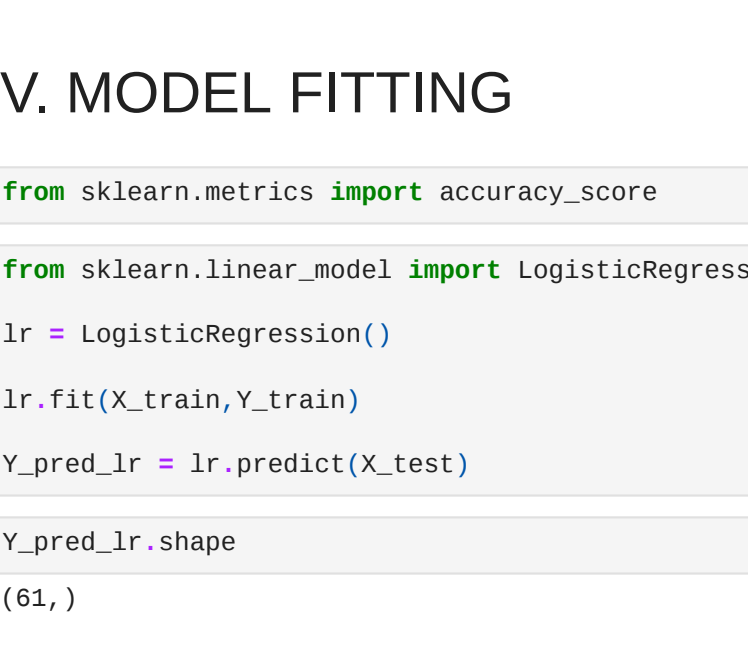 V. MODEL FITTING
from sklearn.metrics import accuracy_score
from sklearn.linear_model import LogisticRegress
lr = LogisticRegression()
lr.fit(X_train,Y_train)
Y_pred_lr = lr.predict(X_test)
Y_pred_lr.shape
(61,)